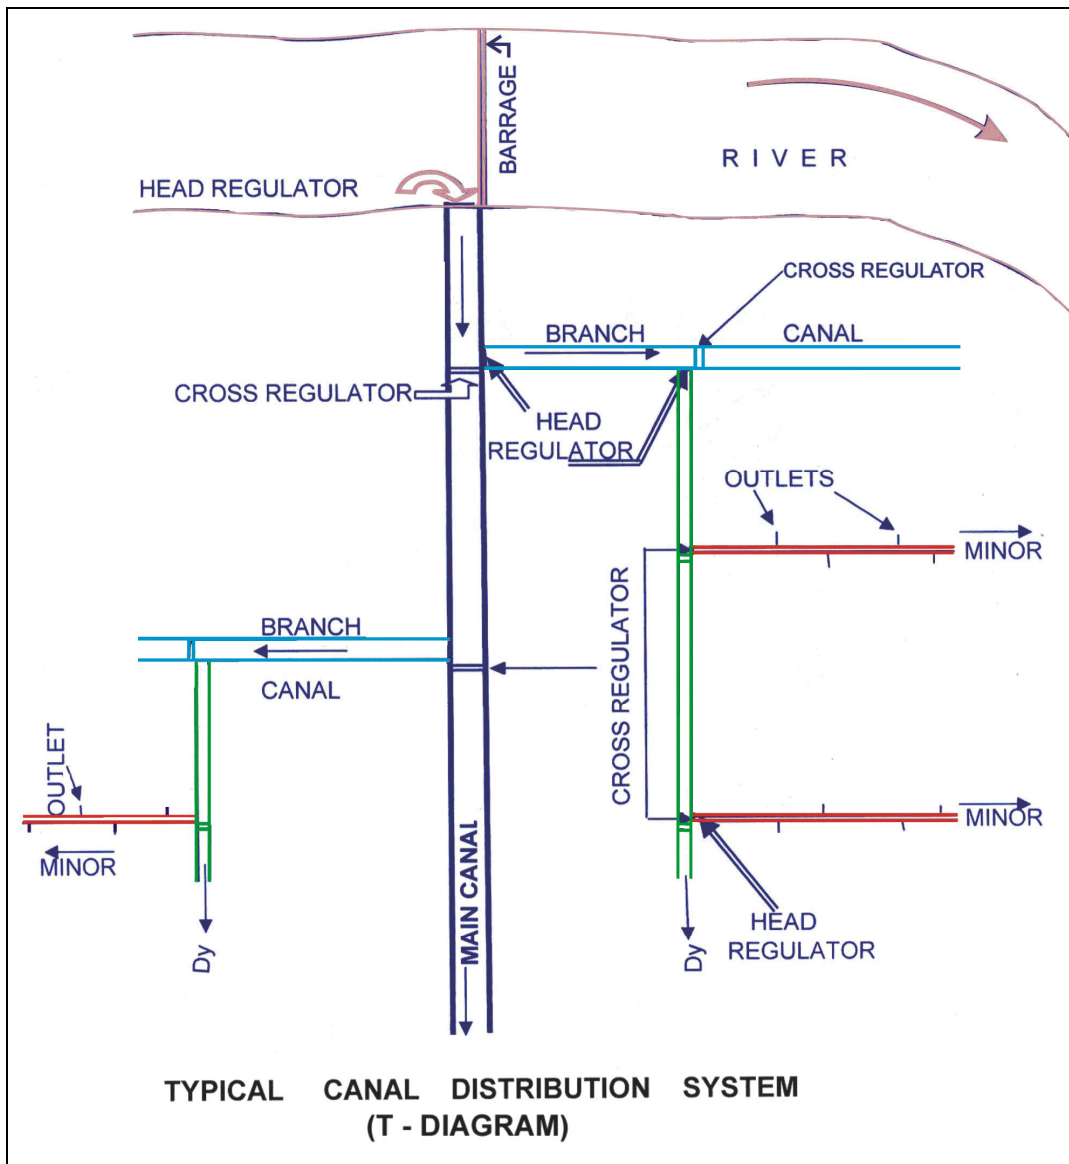 BARRAGE
R I V E R
HEAD REGULATOR
CROSS REGULATOR
BRANCH
CANAL
CROSS REGULATOR
HEAD
REGULATOR
OUTLETS
MINOR
CROSS REGULATOR
BRANCH
CANAL
OUTLET
MINOR
MINOR
MAIN CANAL
HEAD
REGULATOR
Dy
Dy
TYPICAL CANAL DISTRIBUTION SYSTEM
(T - DIAGRAM)